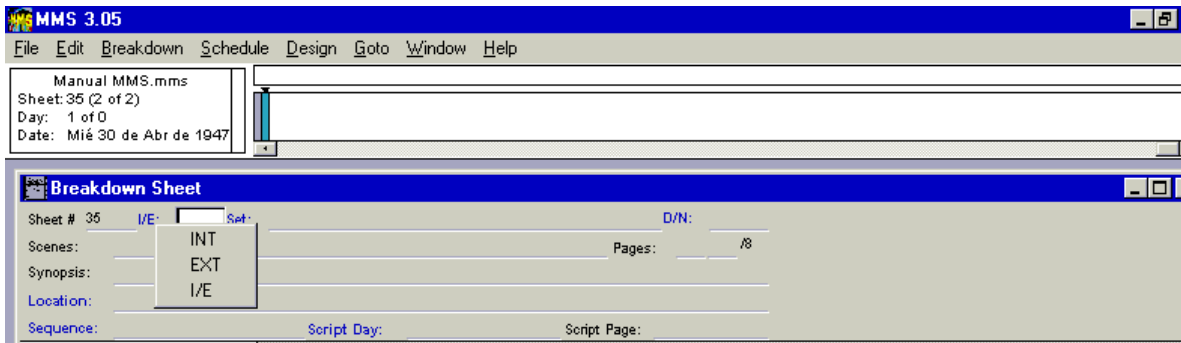 MMS 3.05
File Edit Breakdown Schedule Design Goto Window Help
Manual MMS.mms
Sheet: 35 (2 of 2)
Day: 1 of 0
Date: Mié 30 de Abr de 1947
Breakdown Sheet
Sheet # 35 I/E: Set: D/N:
INT
Scenes: Pages: /8
EXT
Synopsis:
I/E
Location:
Sequence: Script Day: Script Page: